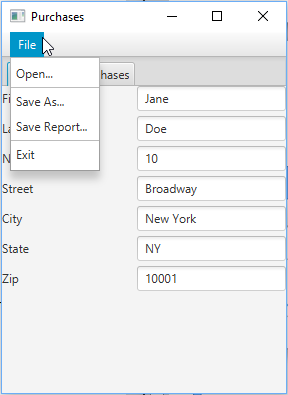 Purchases
File
Open...
Save As...
Save Report...
Exit
hases
Fi Jane
La Doe
N 10
Street Broadway
City New York
State NY
Zip 10001